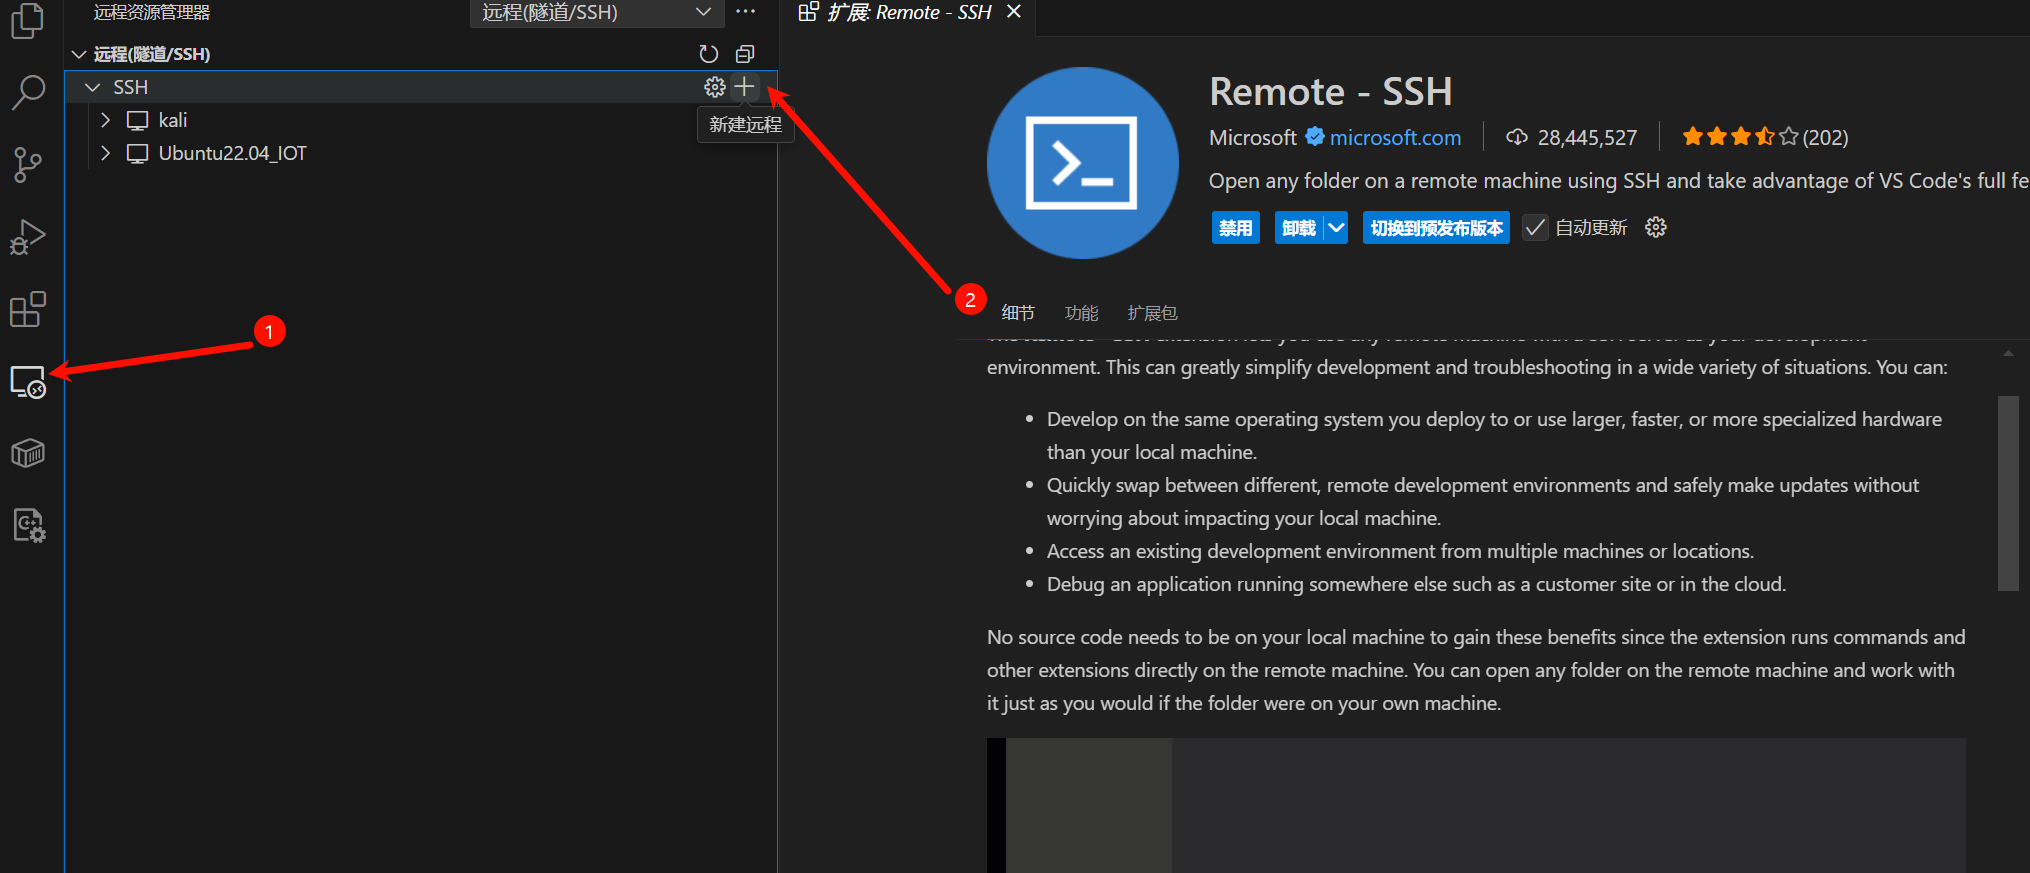 远程资源管理器
远程(隧道/SSH)
扩展: Remote - SSH
远程(隧道/SSH)
SSH
新建远程
kali
Ubuntu22.04_IOT
1
2
Remote - SSH
Microsoft microsoft.com 28,445,527 (202)
Open any folder on a remote machine using SSH and take advantage of VS Code's full fe
禁用 卸载 切换到预发布版本 自动更新
细节 功能 扩展包
environment. This can greatly simplify development and troubleshooting in a wide variety of situations. You can:
Develop on the same operating system you deploy to or use larger, faster, or more specialized hardware
than your local machine.
Quickly swap between different, remote development environments and safely make updates without
worrying about impacting your local machine.
Access an existing development environment from multiple machines or locations.
Debug an application running somewhere else such as a customer site or in the cloud.
No source code needs to be on your local machine to gain these benefits since the extension runs commands and
other extensions directly on the remote machine. You can open any folder on the remote machine and work with
it just as you would if the folder were on your own machine.